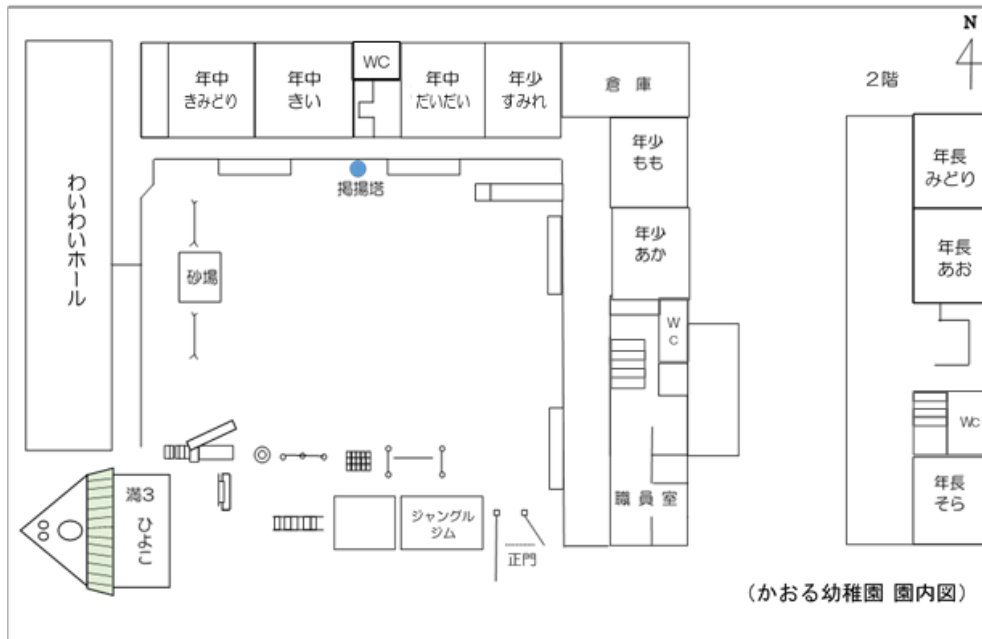 N
2階
WC
年中
きみどり
年中
きい
年中
だいだい
年少
すみれ
倉 庫
年少
もも
年少
あか
WC
掲揚塔
砂場
わいわいホール
満3
ひよこ
ジャングル
ジム
正門
職 員 室
年長
みどり
年長
あお
Wc
年長
そら
(かおる幼稚園 園内図)